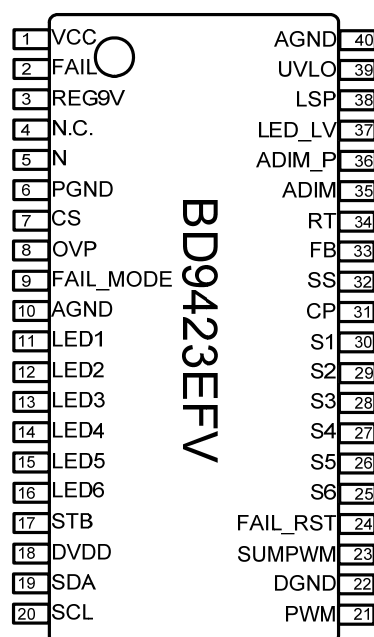 1 VCC AGND 40
2 FAIL UVLO 39
3 REG9V LSP 38
4 N.C. LED_LV 37
5 N ADIM_P 36
6 PGND ADIM 35
7 CS RT 34
8 OVP FB 33
9 FAIL_MODE SS 32
10 AGND CP 31
11 LED1 S1 30
12 LED2 S2 29
13 LED3 S3 28
14 LED4 S4 27
15 LED5 S5 26
16 LED6 S6 25
17 STB FAIL_RST 24
18 DVDD SUMPWM 23
19 SDA DGND 22
20 SCL PWM 21
BD9423EFV